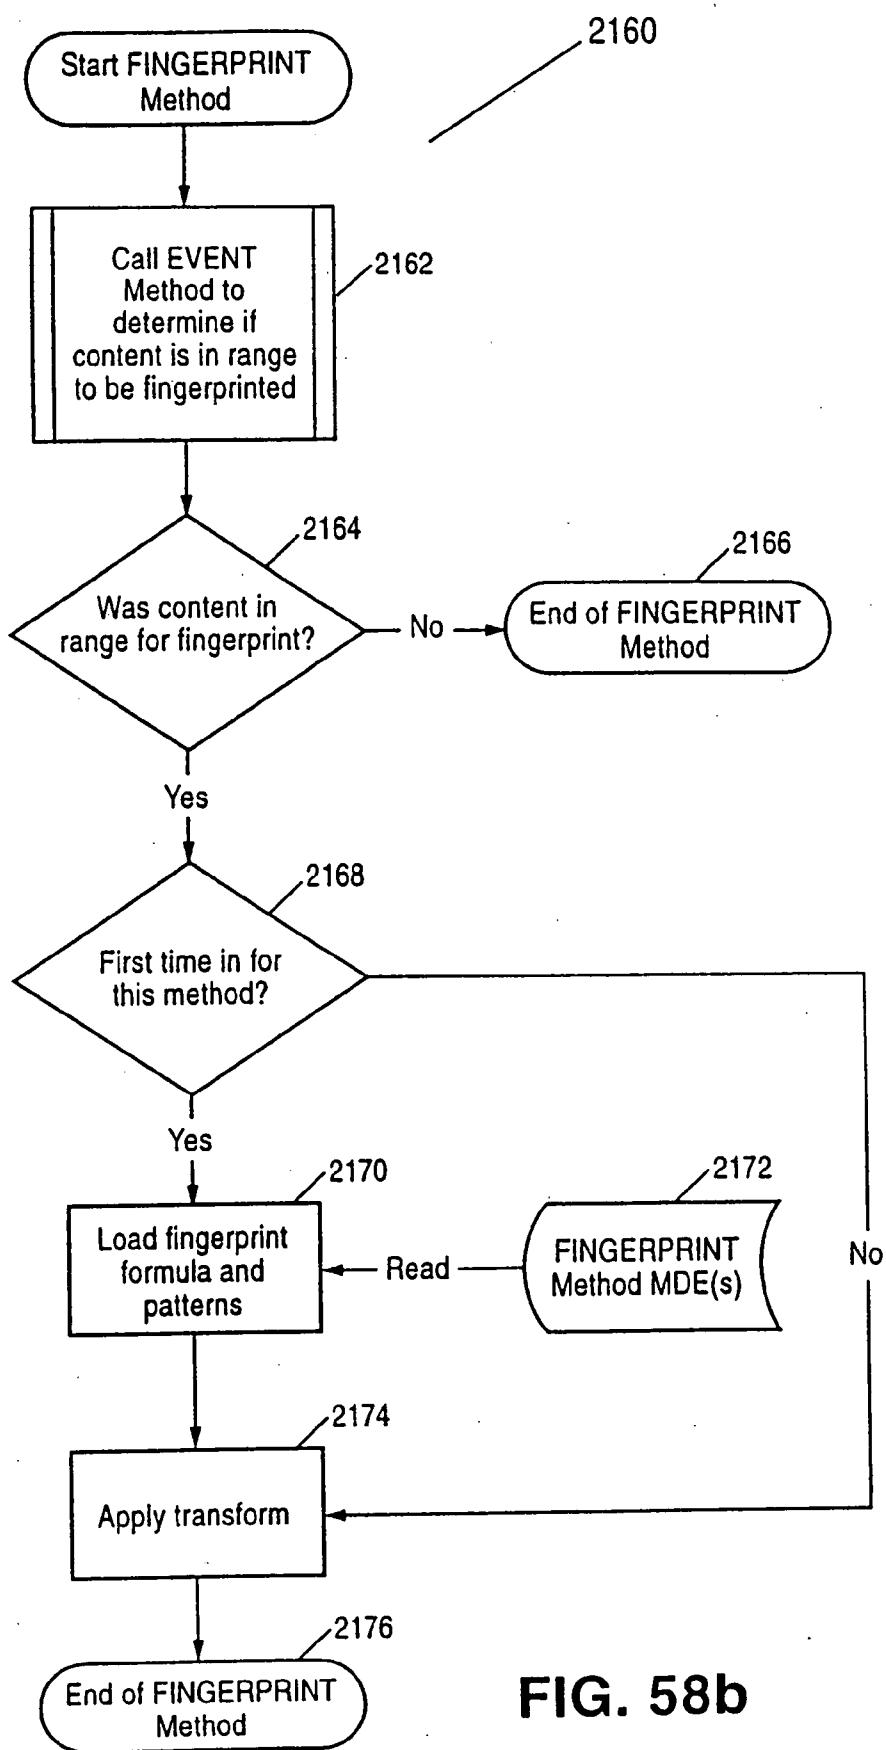 2160
Start FINGERPRINT
Method
Call EVENT
Method to
determine if
content is in range
to be fingerprinted
2162
2164
Was content in
range for fingerprint?
No
2166
End of FINGERPRINT
Method
Yes
2168
First time in for
this method?
Yes
No
2170
Load fingerprint
formula and
patterns
Read
2172
FINGERPRINT
Method MDE(s)
2174
Apply transform
2176
End of FINGERPRINT
Method
FIG. 58b